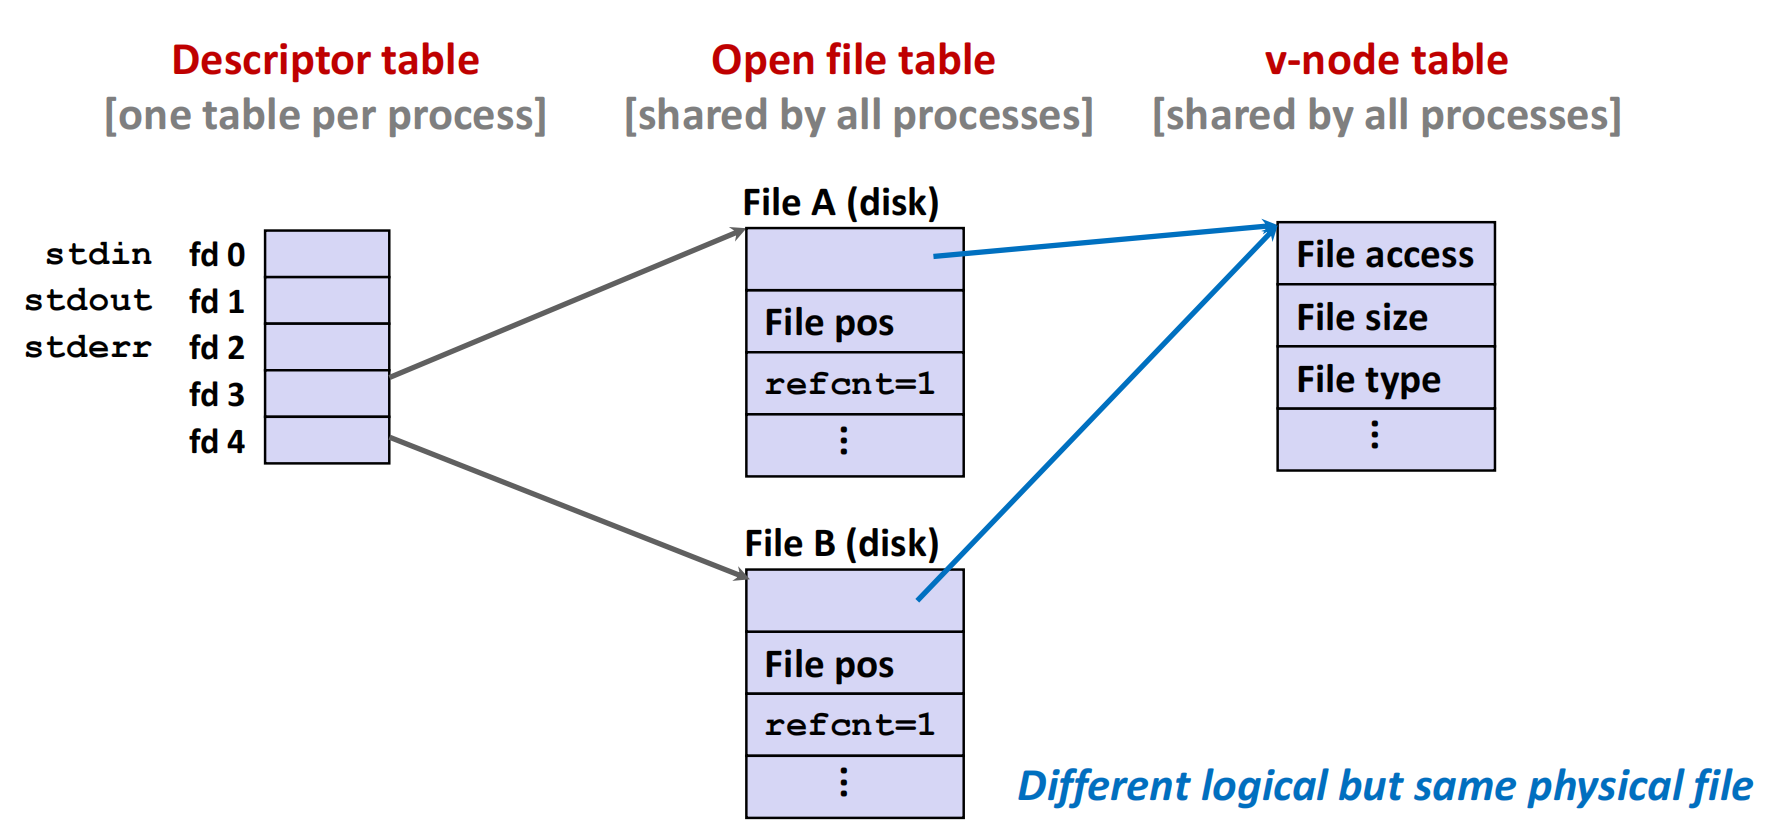 Descriptor table
[one table per process]
Open file table
[shared by all processes]
v-node table
[shared by all processes]
stdin fd 0
stdout fd 1
stderr fd 2
fd 3
fd 4
File A (disk)
File pos
refcnt=1
⋮
File B (disk)
File pos
refcnt=1
⋮
File access
File size
File type
⋮
Different logical but same physical file